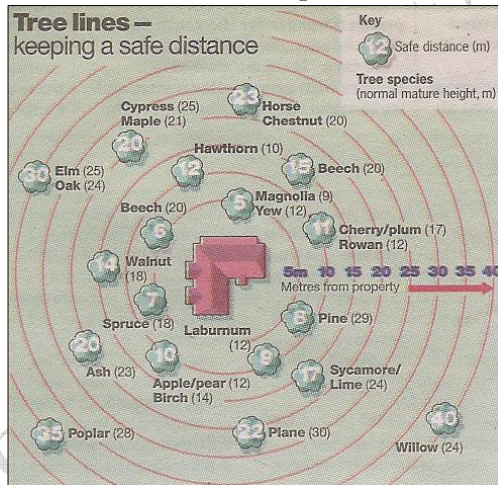 Tree lines –
keeping a safe distance
Key
12 Safe distance (m)
Tree species
(normal mature height, m)
23 Horse
Chestnut (20)
Cypress (25)
Maple (21)
20
Hawthorn (10)
12
15 Beech (20)
30 Elm (25)
Oak (24)
5 Magnolia (9)
Yew (12)
Beech (20)
6
11 Cherry/plum (17)
Rowan (12)
14 Walnut
(18)
5m 10 15 20 25 30 35 40
Metres from property
7
Spruce (18)
Laburnum
(12)
9
8 Pine (29)
20
Ash (23)
10
Apple/pear (12)
Birch (14)
17 Sycamore/
Lime (24)
35 Poplar (28)
22 Plane (30)
40
Willow (24)